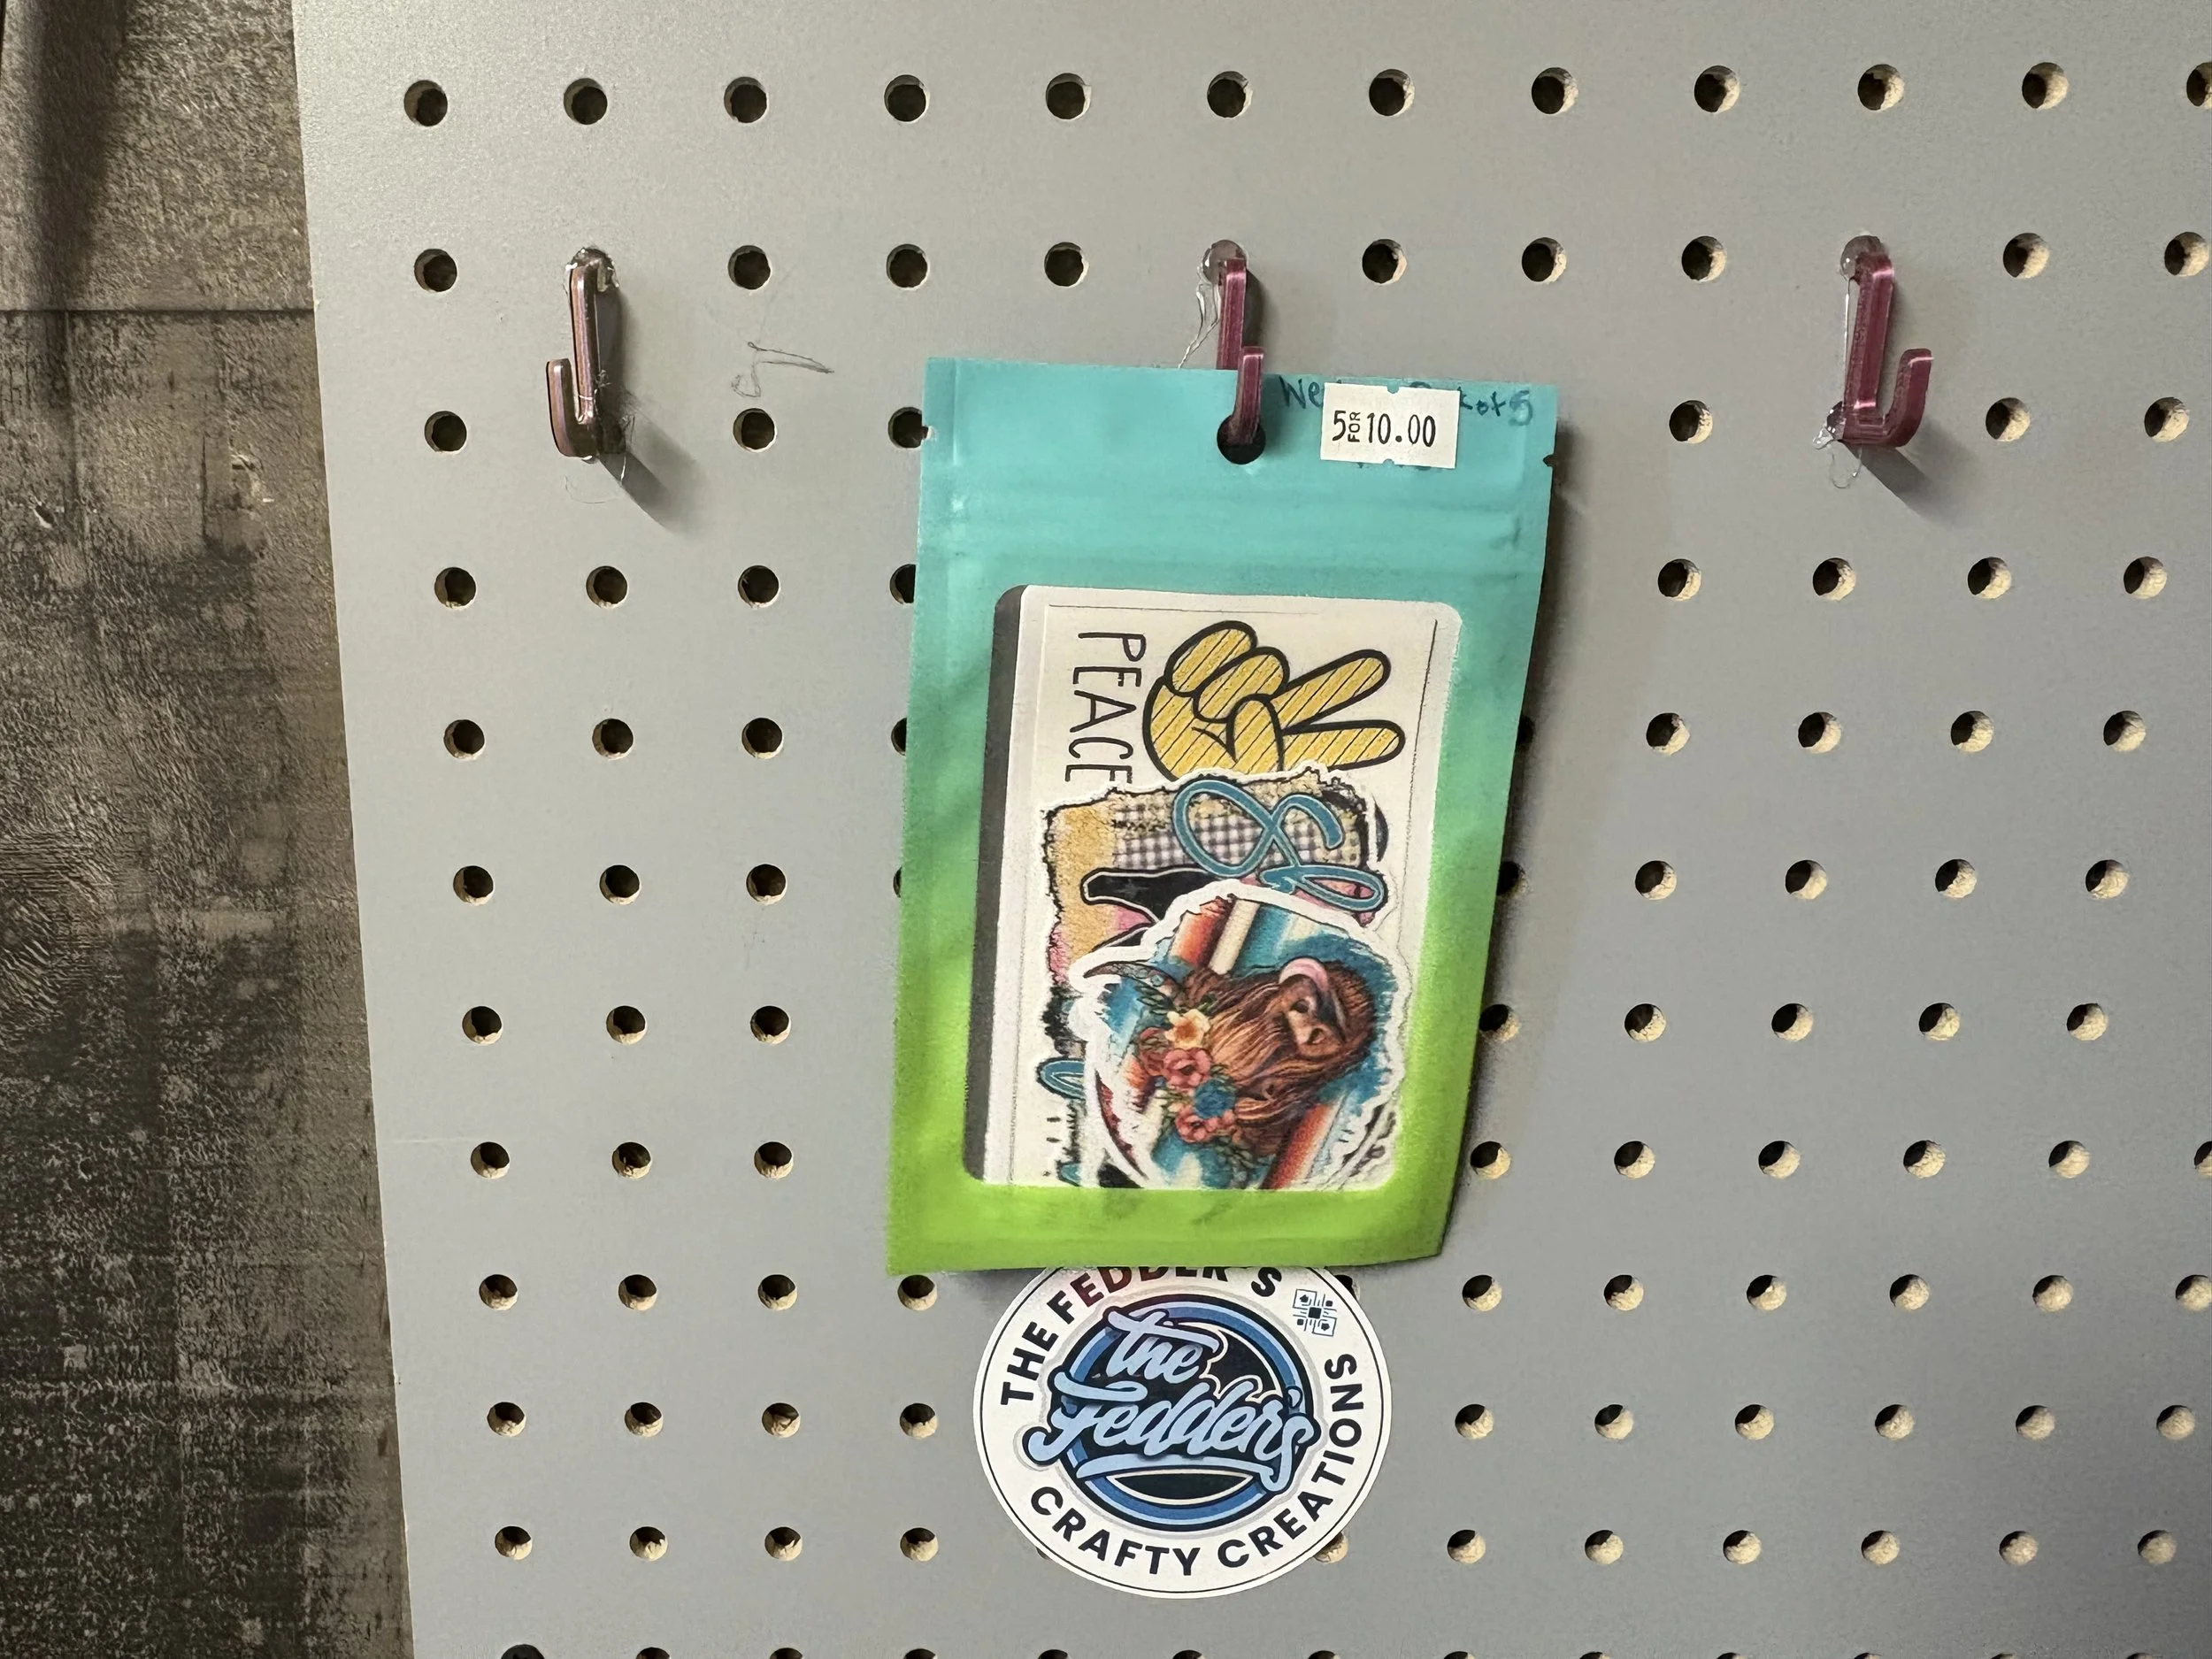 5 FOR 10.00
PEACE
THE FEDDER'S
the
Fedder's
CRAFTY CREATIONS